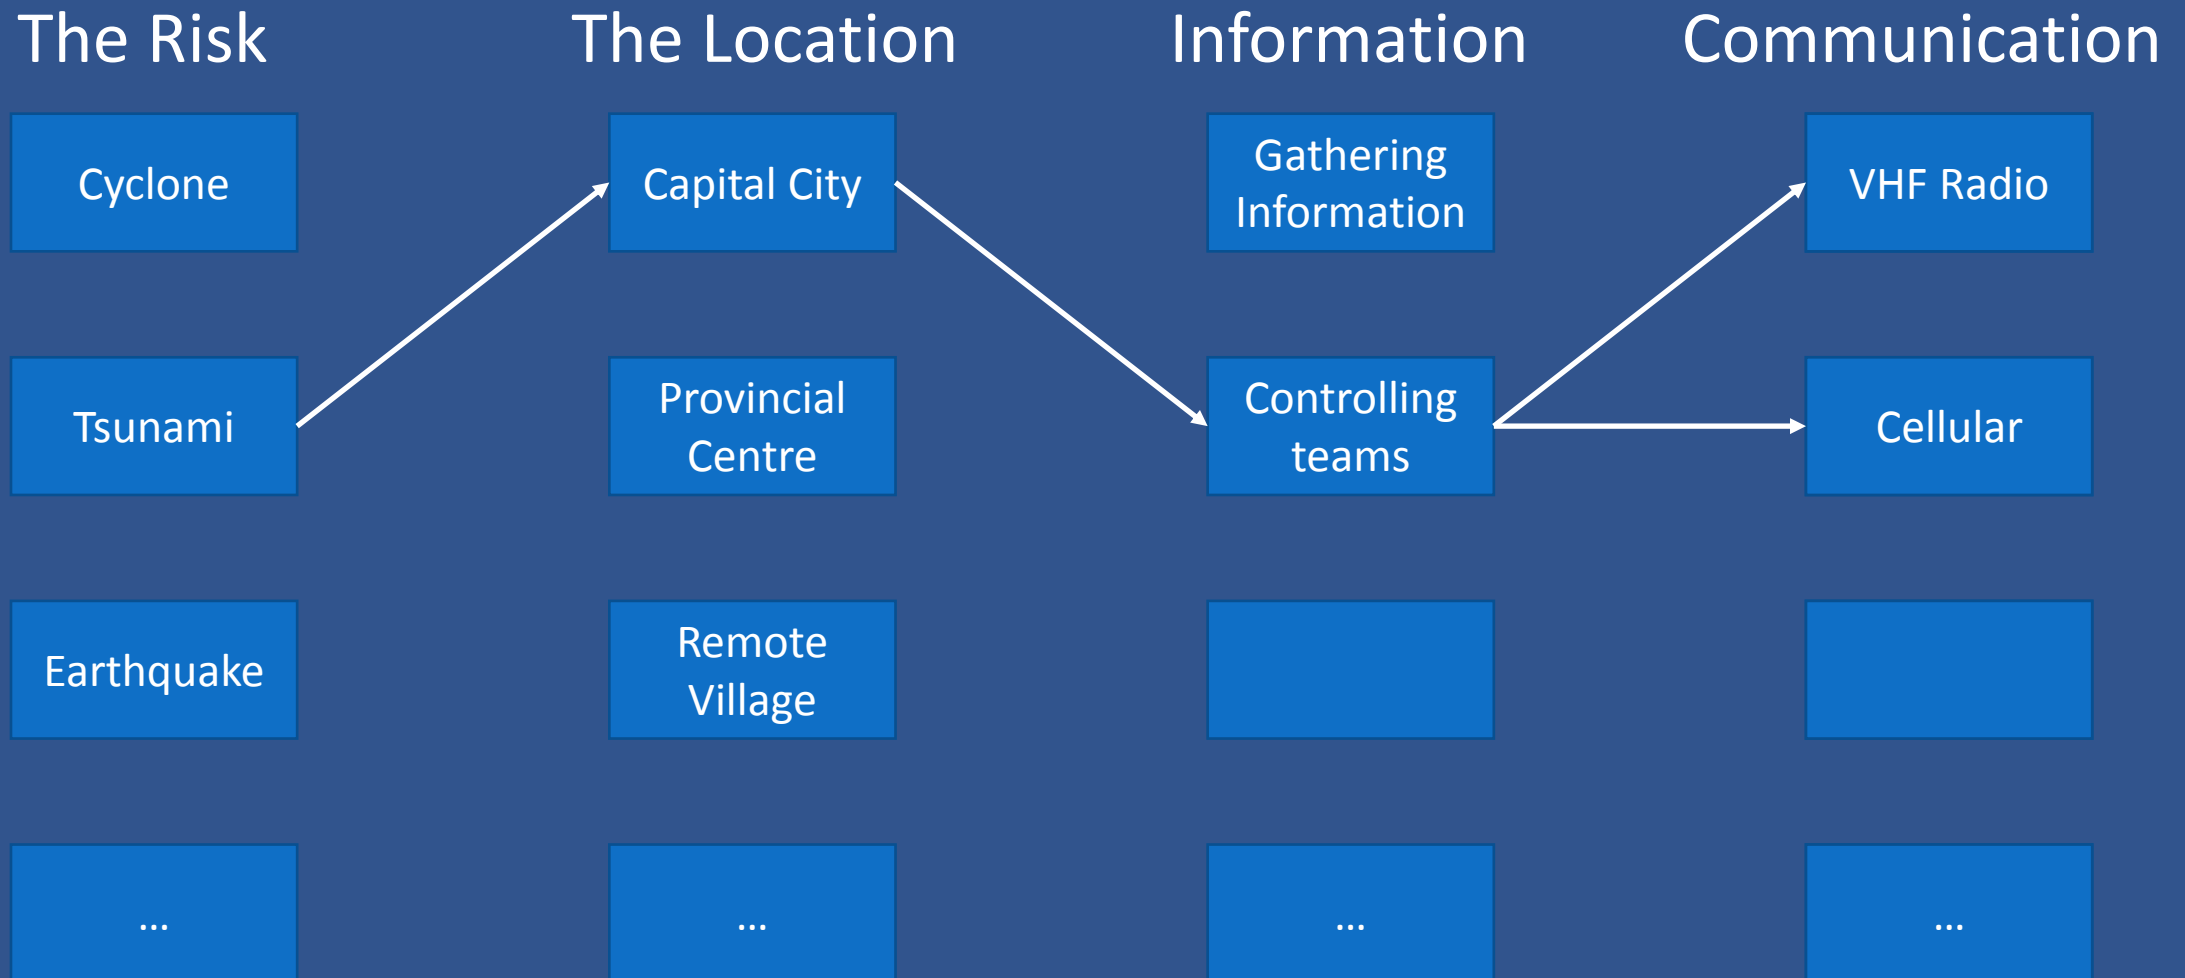 The Risk
The Location
Information
Communication
Cyclone
Capital City
Gathering
Information
VHF Radio
Tsunami
Provincial
Centre
Controlling
teams
Cellular
Earthquake
Remote
Village
...
...
...
...